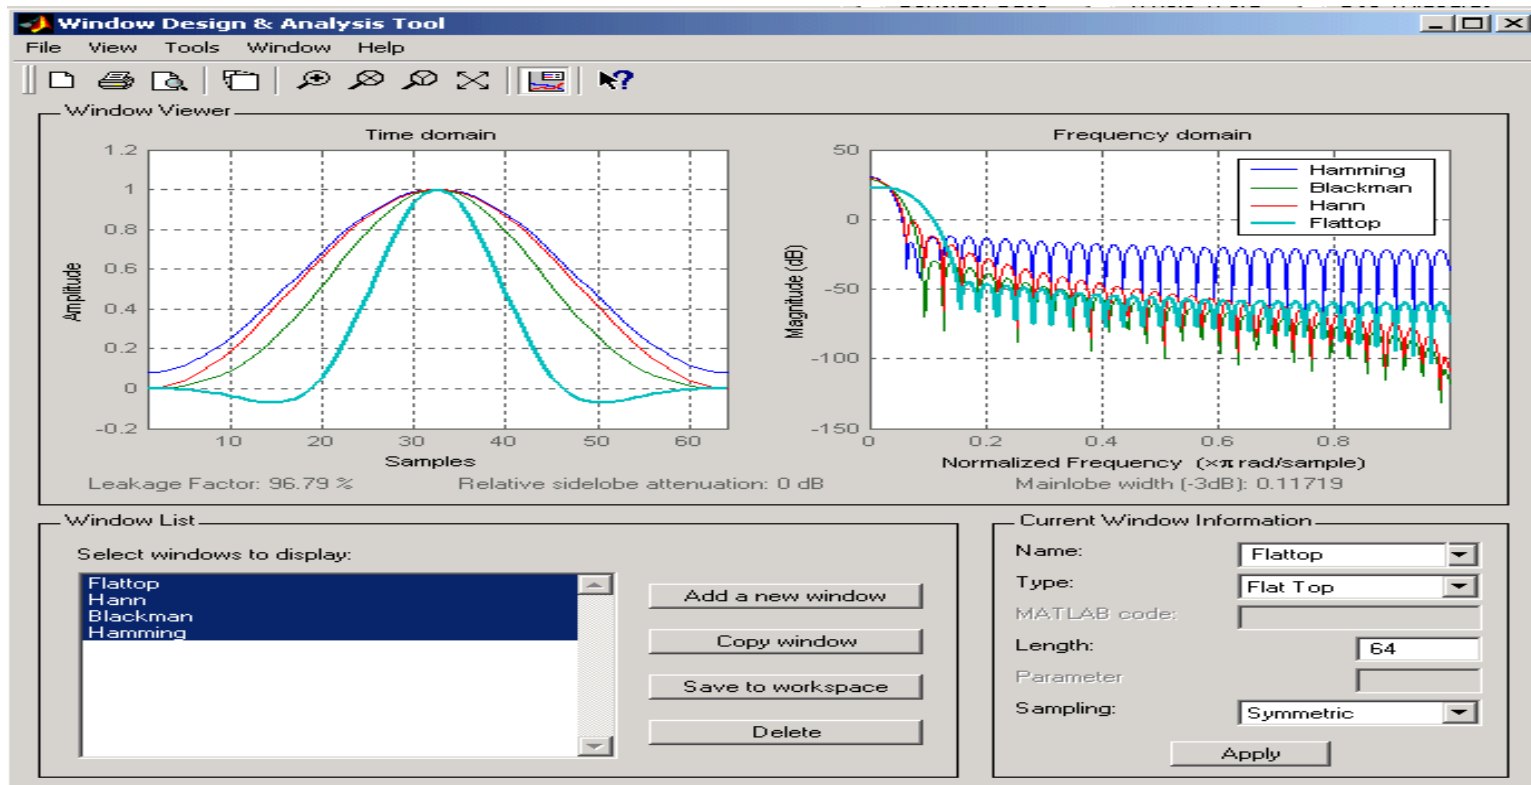 Window Design & Analysis Tool
File View Tools Window Help
Window Viewer
Time domain
1.2
1
0.8
0.6
0.4
0.2
0
-0.2
Amplitude
10 20 30 40 50 60
Samples
Frequency domain
50
0
-50
-100
-150
Magnitude (dB)
Hamming
Blackman
Hann
Flattop
0 0.2 0.4 0.6 0.8
Normalized Frequency (×π rad/sample)
Leakage Factor: 96.79 % Relative sidelobe attenuation: 0 dB Mainlobe width (-3dB): 0.11719
Window List
Select windows to display:
Flattop
Hann
Blackman
Hamming
Add a new window
Copy window
Save to workspace
Delete
Current Window Information
Name: Flattop
Type: Flat Top
MATLAB code:
Length: 64
Parameter
Sampling: Symmetric
Apply